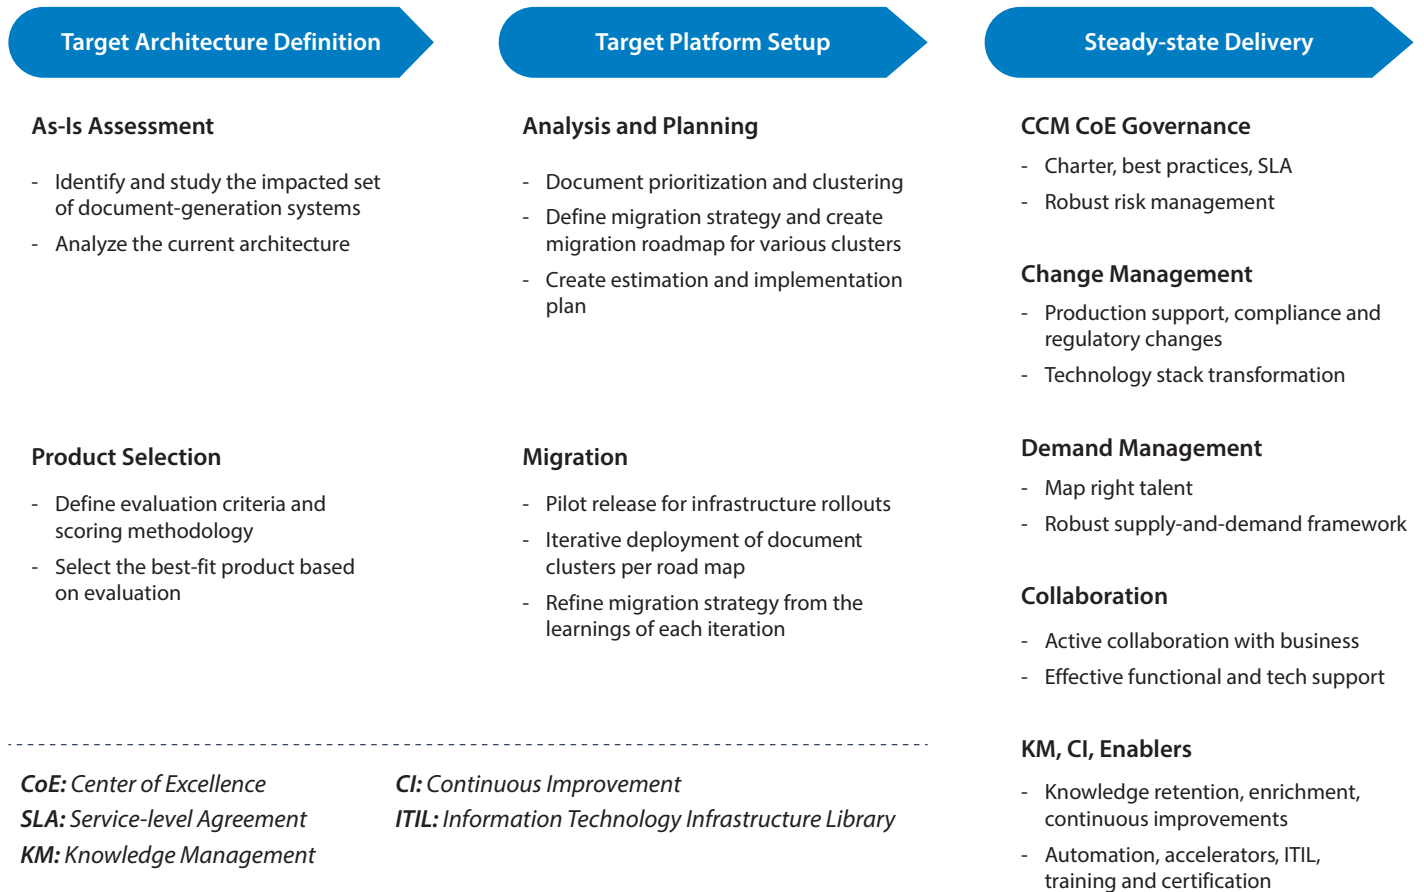 Target Architecture Definition
As-Is Assessment
- Identify and study the impacted set
of document-generation systems
- Analyze the current architecture
Product Selection
- Define evaluation criteria and
scoring methodology
- Select the best-fit product based
on evaluation
Target Platform Setup
Analysis and Planning
- Document prioritization and clustering
- Define migration strategy and create
migration roadmap for various clusters
- Create estimation and implementation
plan
Migration
- Pilot release for infrastructure rollouts
- Iterative deployment of document
clusters per road map
- Refine migration strategy from the
learnings of each iteration
Steady-state Delivery
CCM CoE Governance
- Charter, best practices, SLA
- Robust risk management
Change Management
- Production support, compliance and
regulatory changes
- Technology stack transformation
Demand Management
- Map right talent
- Robust supply-and-demand framework
Collaboration
- Active collaboration with business
- Effective functional and tech support
KM, CI, Enablers
- Knowledge retention, enrichment,
continuous improvements
- Automation, accelerators, ITIL,
training and certification
CoE: Center of Excellence
SLA: Service-level Agreement
KM: Knowledge Management
CI: Continuous Improvement
ITIL: Information Technology Infrastructure Library